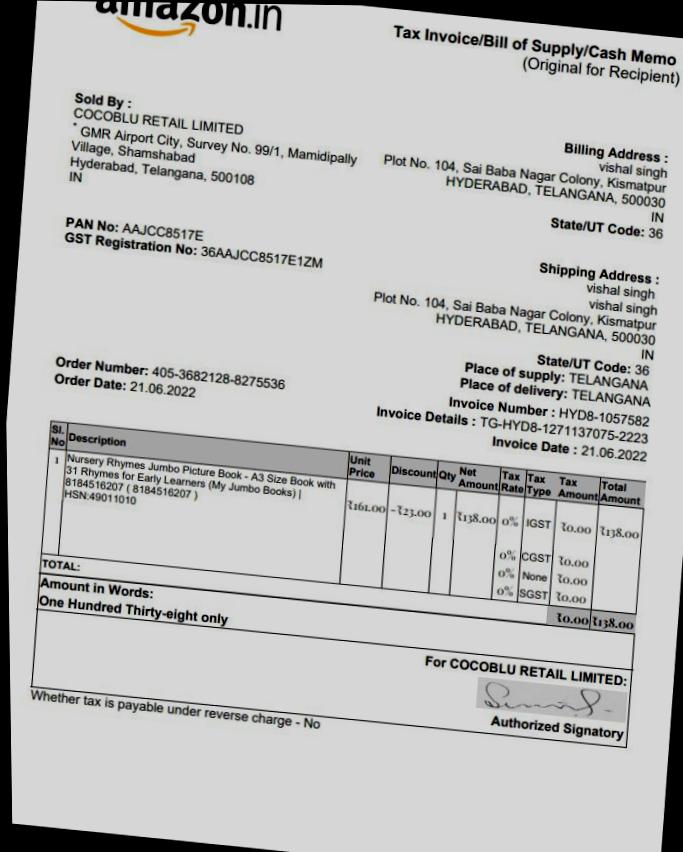 amazon.in
Tax Invoice/Bill of Supply/Cash Memo
(Original for Recipient)
Sold By :
COCOBLU RETAIL LIMITED
* GMR Airport City, Survey No. 99/1, Mamidipally
Village, Shamshabad
Hyderabad, Telangana, 500108
IN
Billing Address :
vishal singh
Plot No. 104, Sai Baba Nagar Colony, Kismatpur
HYDERABAD, TELANGANA, 500030
IN
State/UT Code: 36
PAN No: AAJCC8517E
GST Registration No: 36AAJCC8517E1ZM
Shipping Address :
vishal singh
vishal singh
Plot No. 104, Sai Baba Nagar Colony, Kismatpur
HYDERABAD, TELANGANA, 500030
IN
State/UT Code: 36
Place of supply: TELANGANA
Place of delivery: TELANGANA
Order Number: 405-3682128-8275536
Order Date: 21.06.2022
Invoice Number : HYD8-1057582
Invoice Details : TG-HYD8-1271137075-2223
Invoice Date : 21.06.2022
Sl. No Description Unit Price Discount Qty Net Amount Tax Rate Tax Type Tax Amount Total Amount
1 Nursery Rhymes Jumbo Picture Book - A3 Size Book with
31 Rhymes for Early Learners (My Jumbo Books) |
8184516207 ( 8184516207 )
HSN:49011010
₹161.00 -₹23.00 1 ₹138.00 0% IGST ₹0.00 ₹138.00
0% CGST ₹0.00
0% None ₹0.00
0% SGST ₹0.00
TOTAL: ₹0.00 ₹138.00
Amount in Words:
One Hundred Thirty-eight only
For COCOBLU RETAIL LIMITED:
Authorized Signatory
Whether tax is payable under reverse charge - No